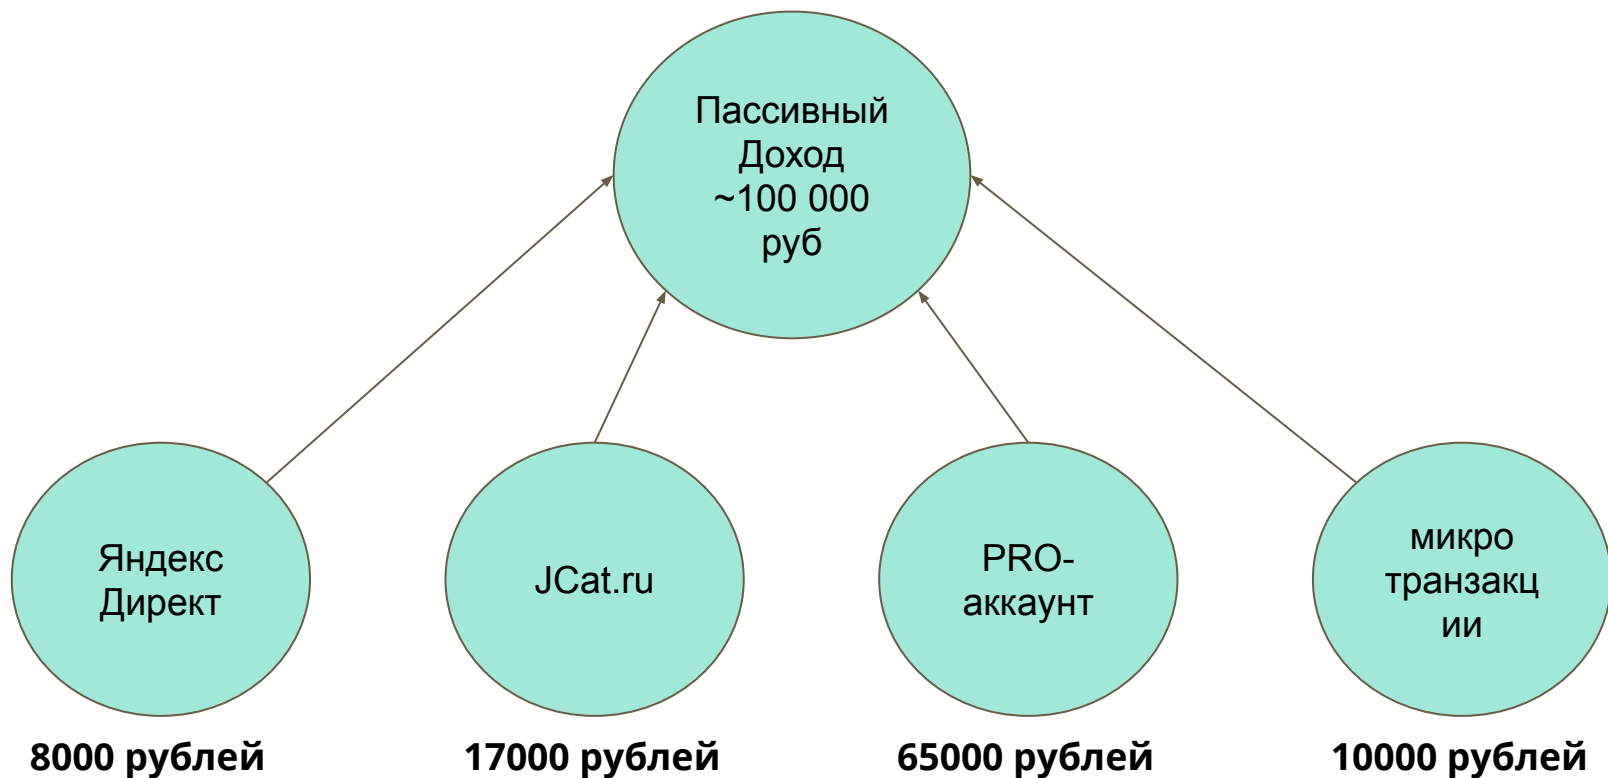 Пассивный
Доход
~100 000
руб
Яндекс
Директ
JCat.ru
PRO-
аккаунт
микро
транзакц
ии
8000 рублей
17000 рублей
65000 рублей
10000 рублей